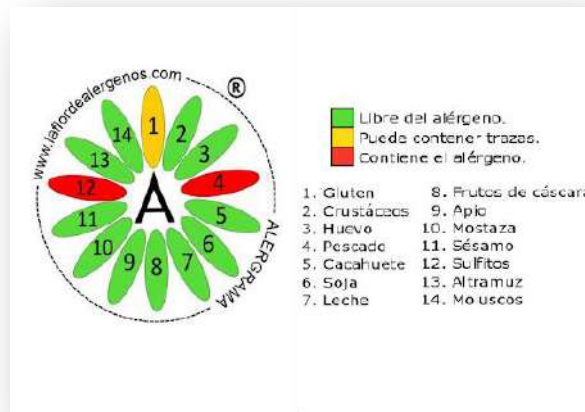 www.laflordealergenos.com
®
1
2
3
4
5
6
7
8
9
10
11
12
13
14
A
ALERGRAMA
Libre del alérgeno.
Puede contener trazas.
Contiene el alérgeno.
1. Gluten
2. Crustáceos
3. Huevo
4. Pescado
5. Cacahuete
6. Soja
7. Leche
8. Frutos de cáscara
9. Apio
10. Mostaza
11. Sésamo
12. Sulfitos
13. Altramuz
14. Moluscos